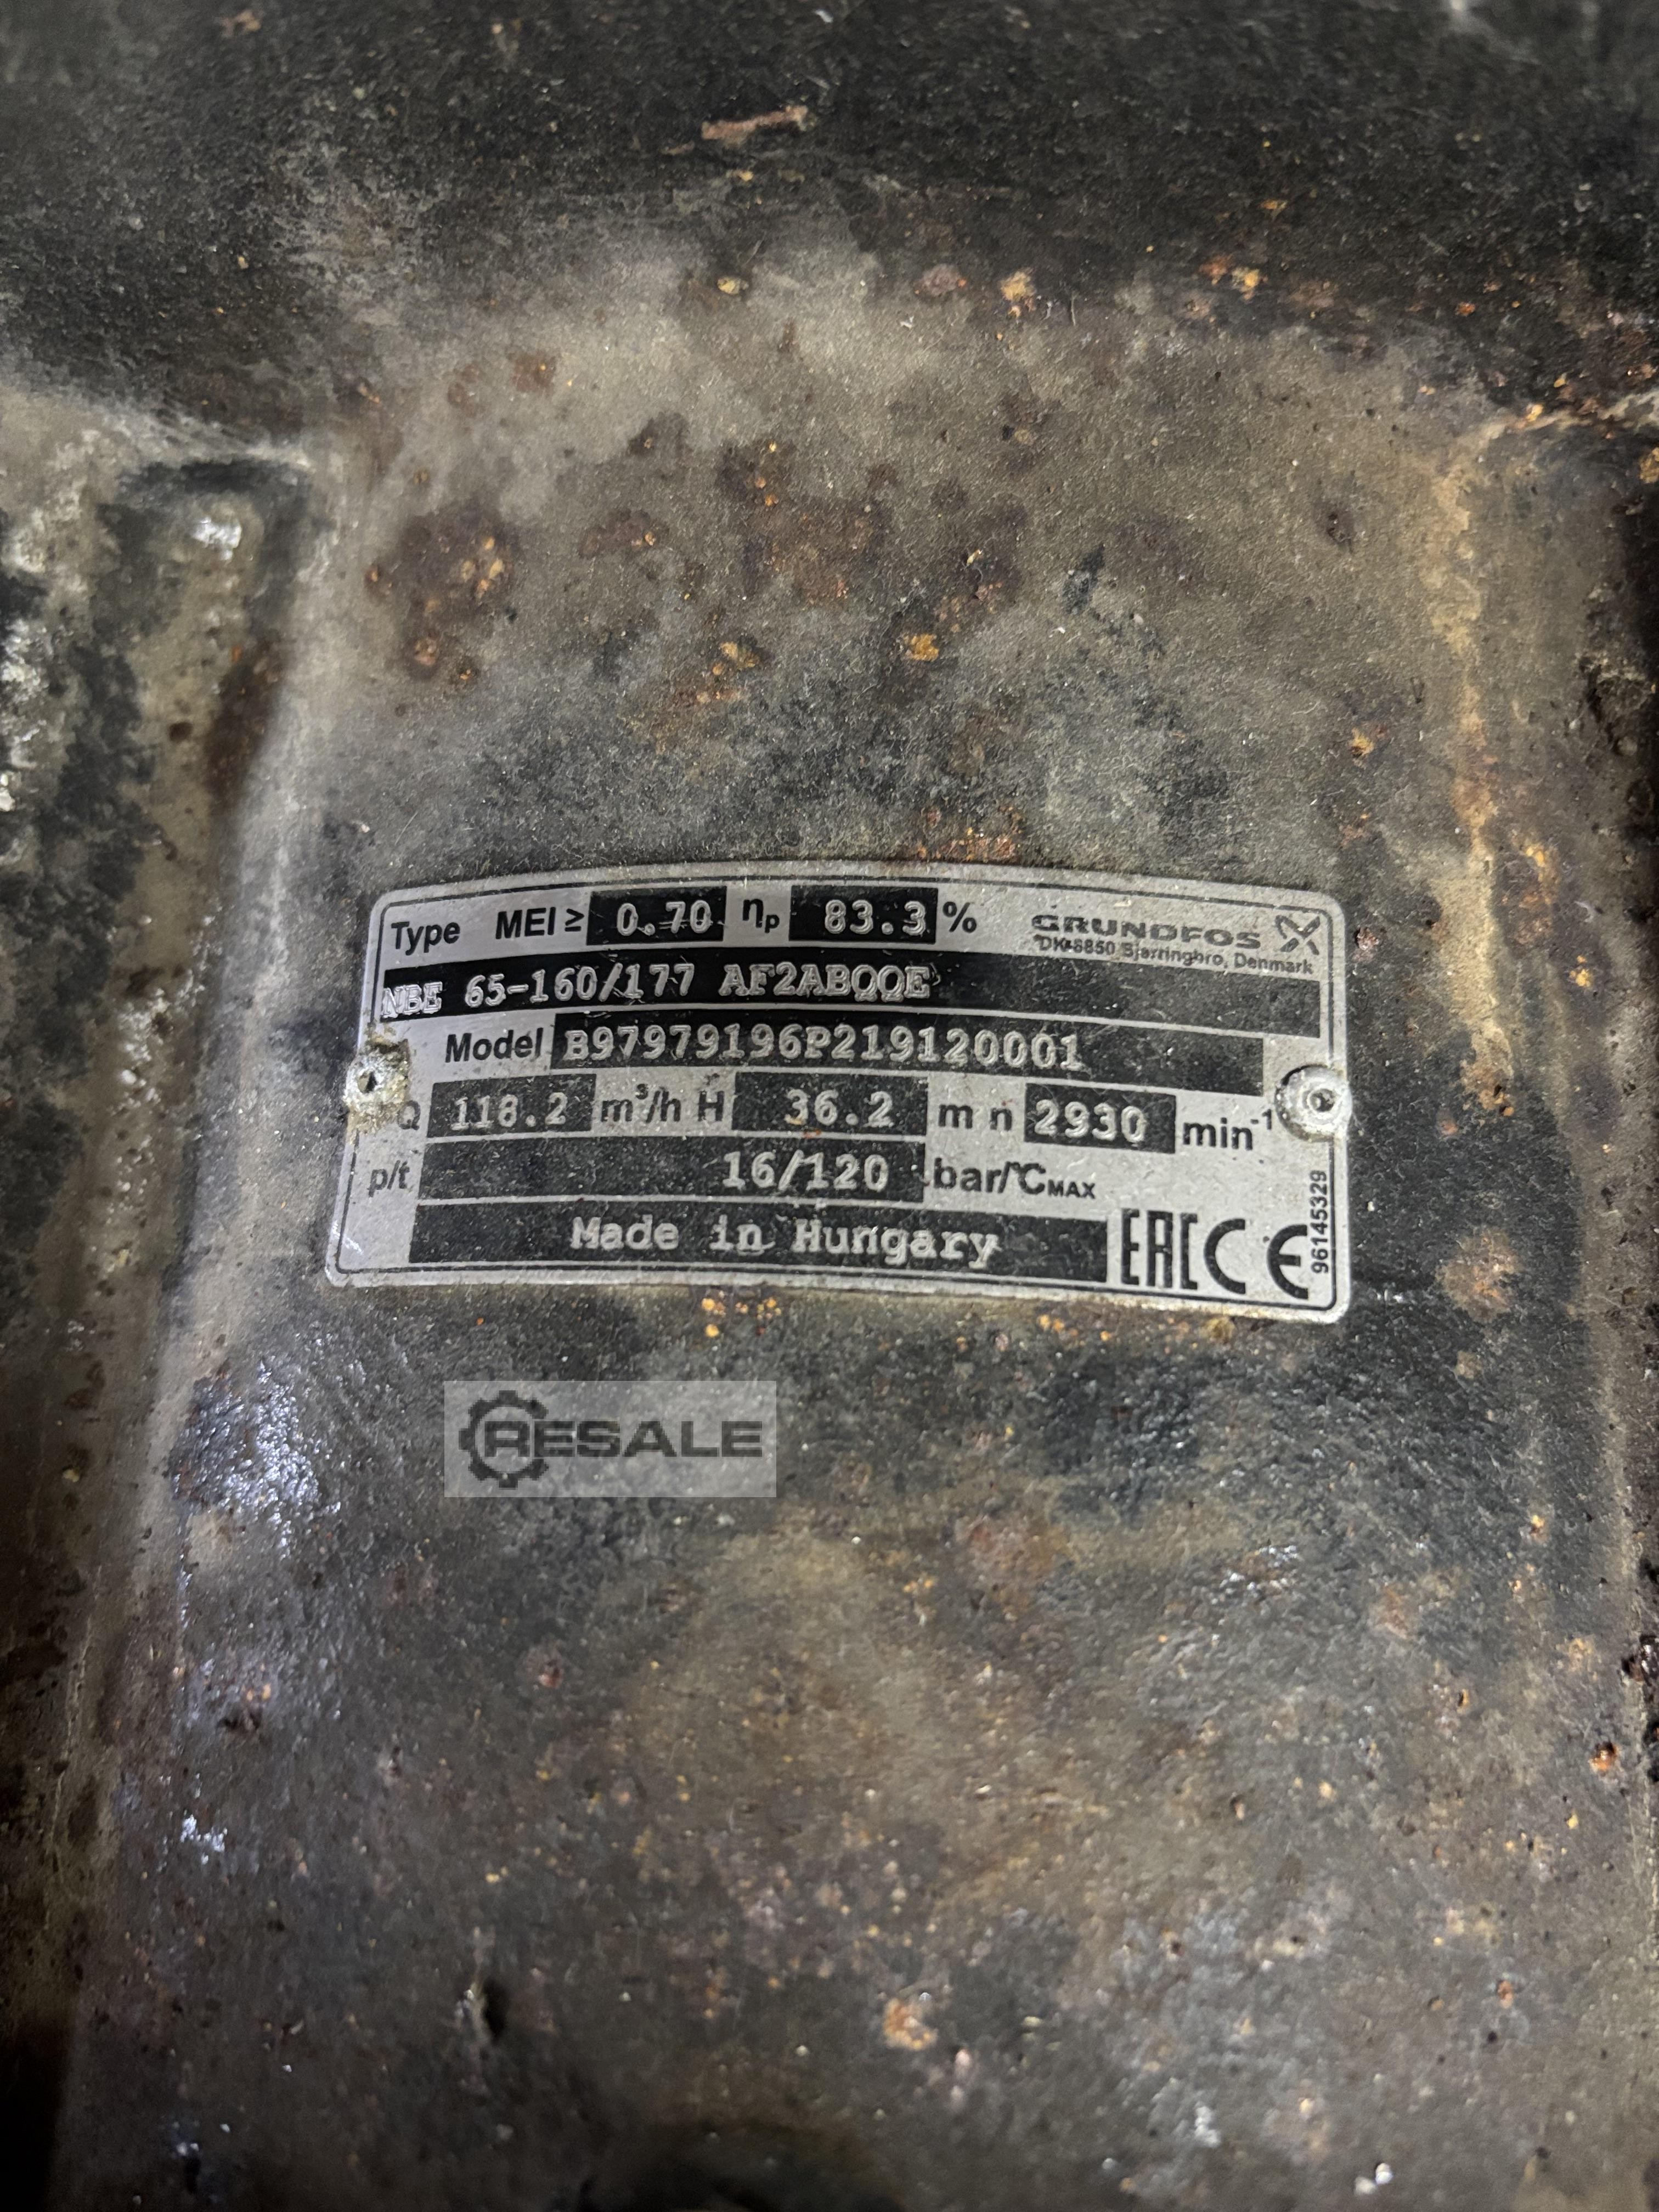 Type MEI ≥ 0.70 ηp 83.3 %
GRUNDFOS
DK-8850 Bjerringbro, Denmark
NBE 65-160/177 AF2ABQQE
Model B97979196P219120001
Q 118.2 m³/h H 36.2 m n 2930 min-1
p/t 16/120 bar/°CMAX
Made in Hungary
EAC CE
96145329
RESALE